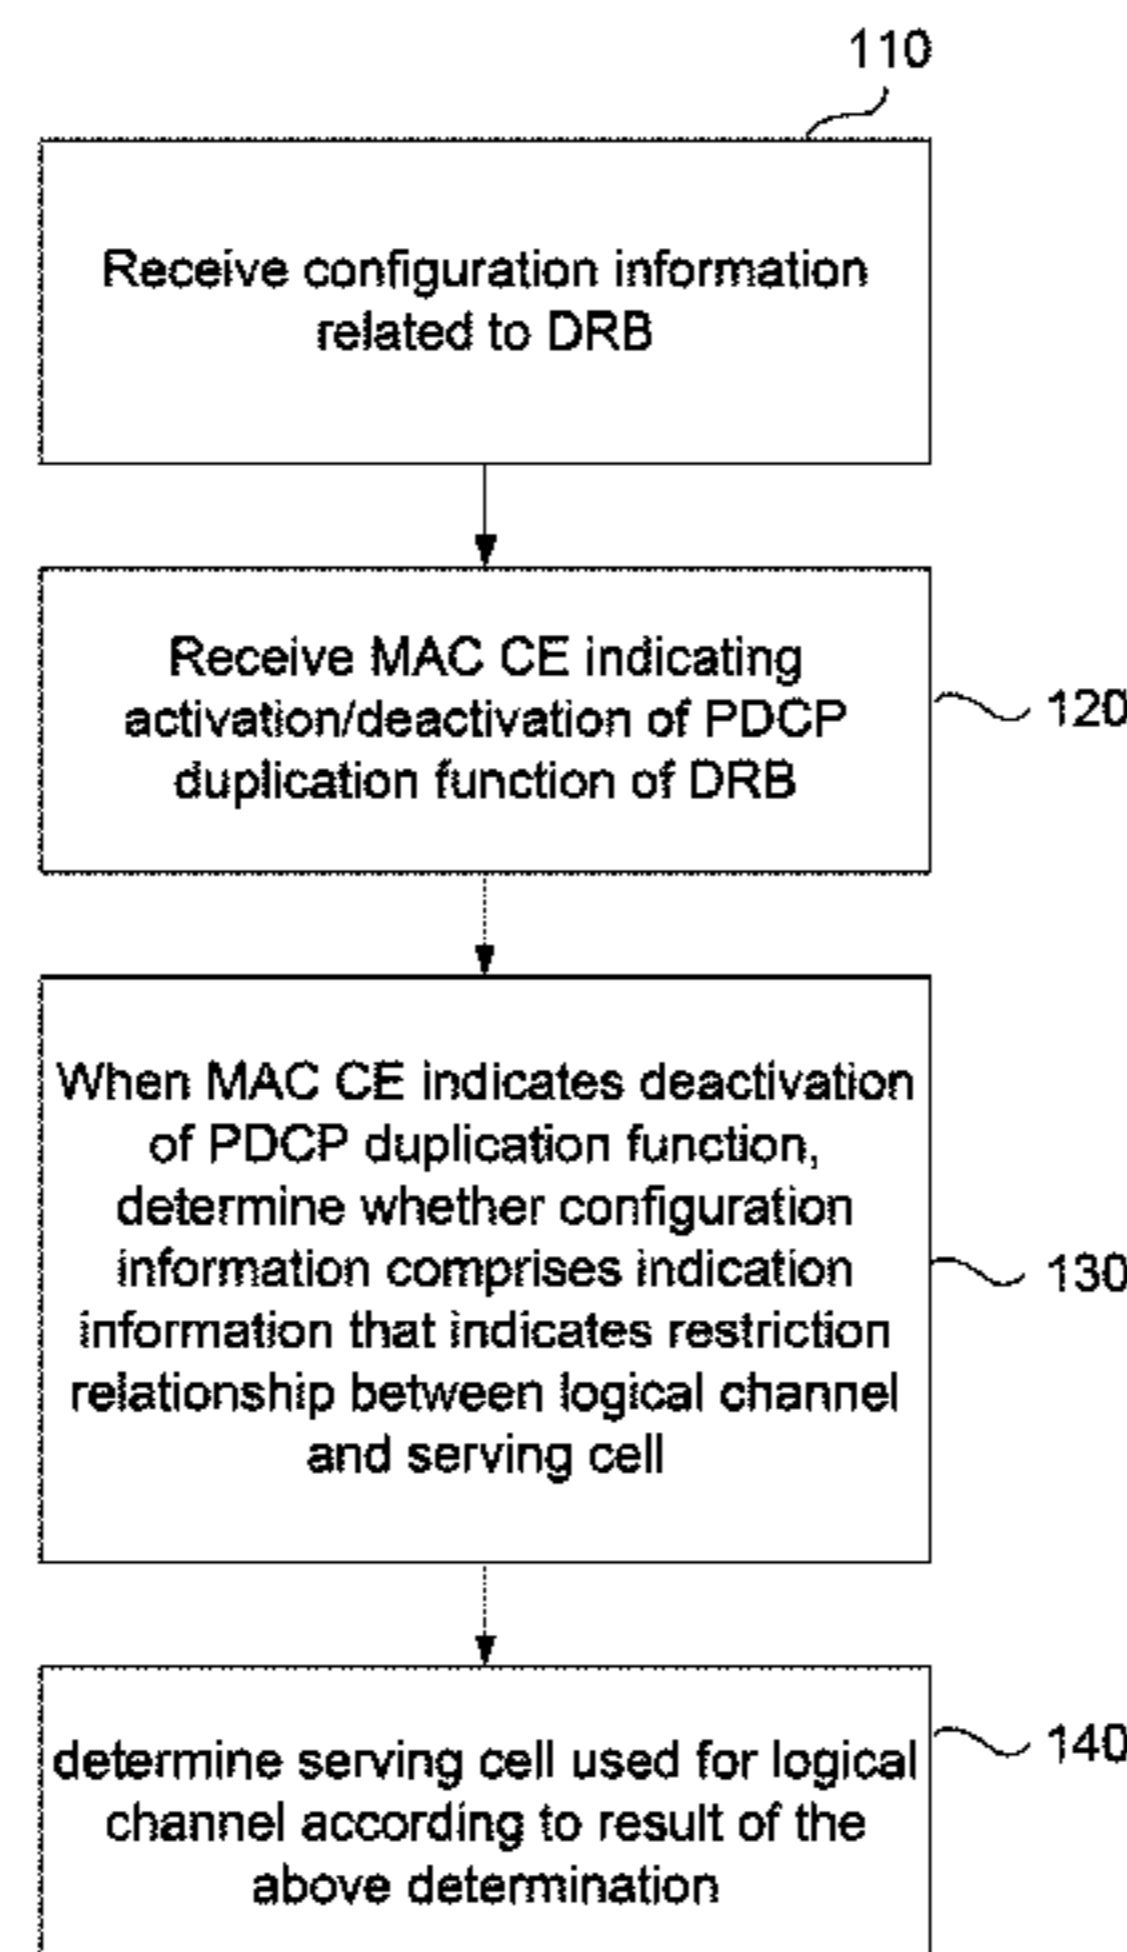 110
Receive configuration information
related to DRB
Receive MAC CE indicating
activation/deactivation of PDCP
duplication function of DRB
120
When MAC CE indicates deactivation
of PDCP duplication function,
determine whether configuration
information comprises indication
information that indicates restriction
relationship between logical channel
and serving cell
130
determine serving cell used for logical
channel according to result of the
above determination
140